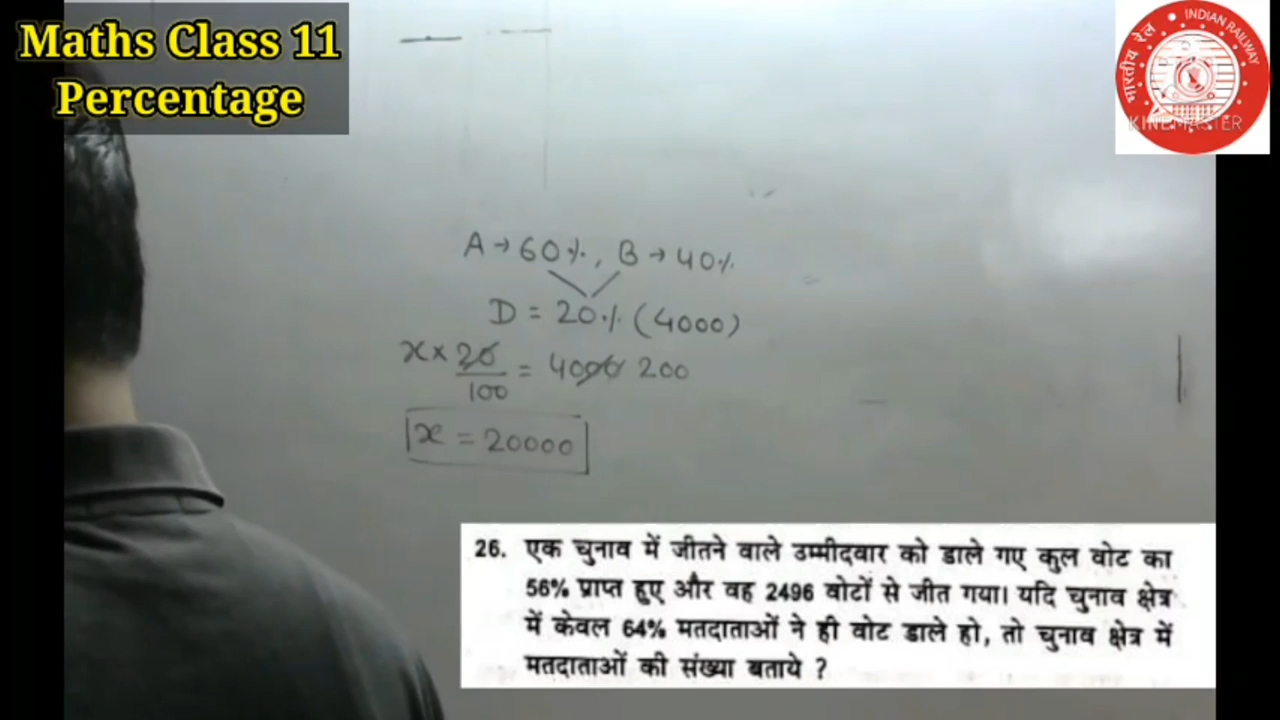 Maths Class 11
Percentage
भारतीय रेल INDIAN RAILWAY
KINEMASTER
A → 60%, B → 40%
D = 20% (4000)
x × 20/100 = 4000 200
x = 20000
26. एक चुनाव में जीतने वाले उम्मीदवार को डाले गए कुल वोट का
56% प्राप्त हुए और वह 2496 वोटों से जीत गया। यदि चुनाव क्षेत्र
में केवल 64% मतदाताओं ने ही वोट डाले हो, तो चुनाव क्षेत्र में
मतदाताओं की संख्या बताये ?